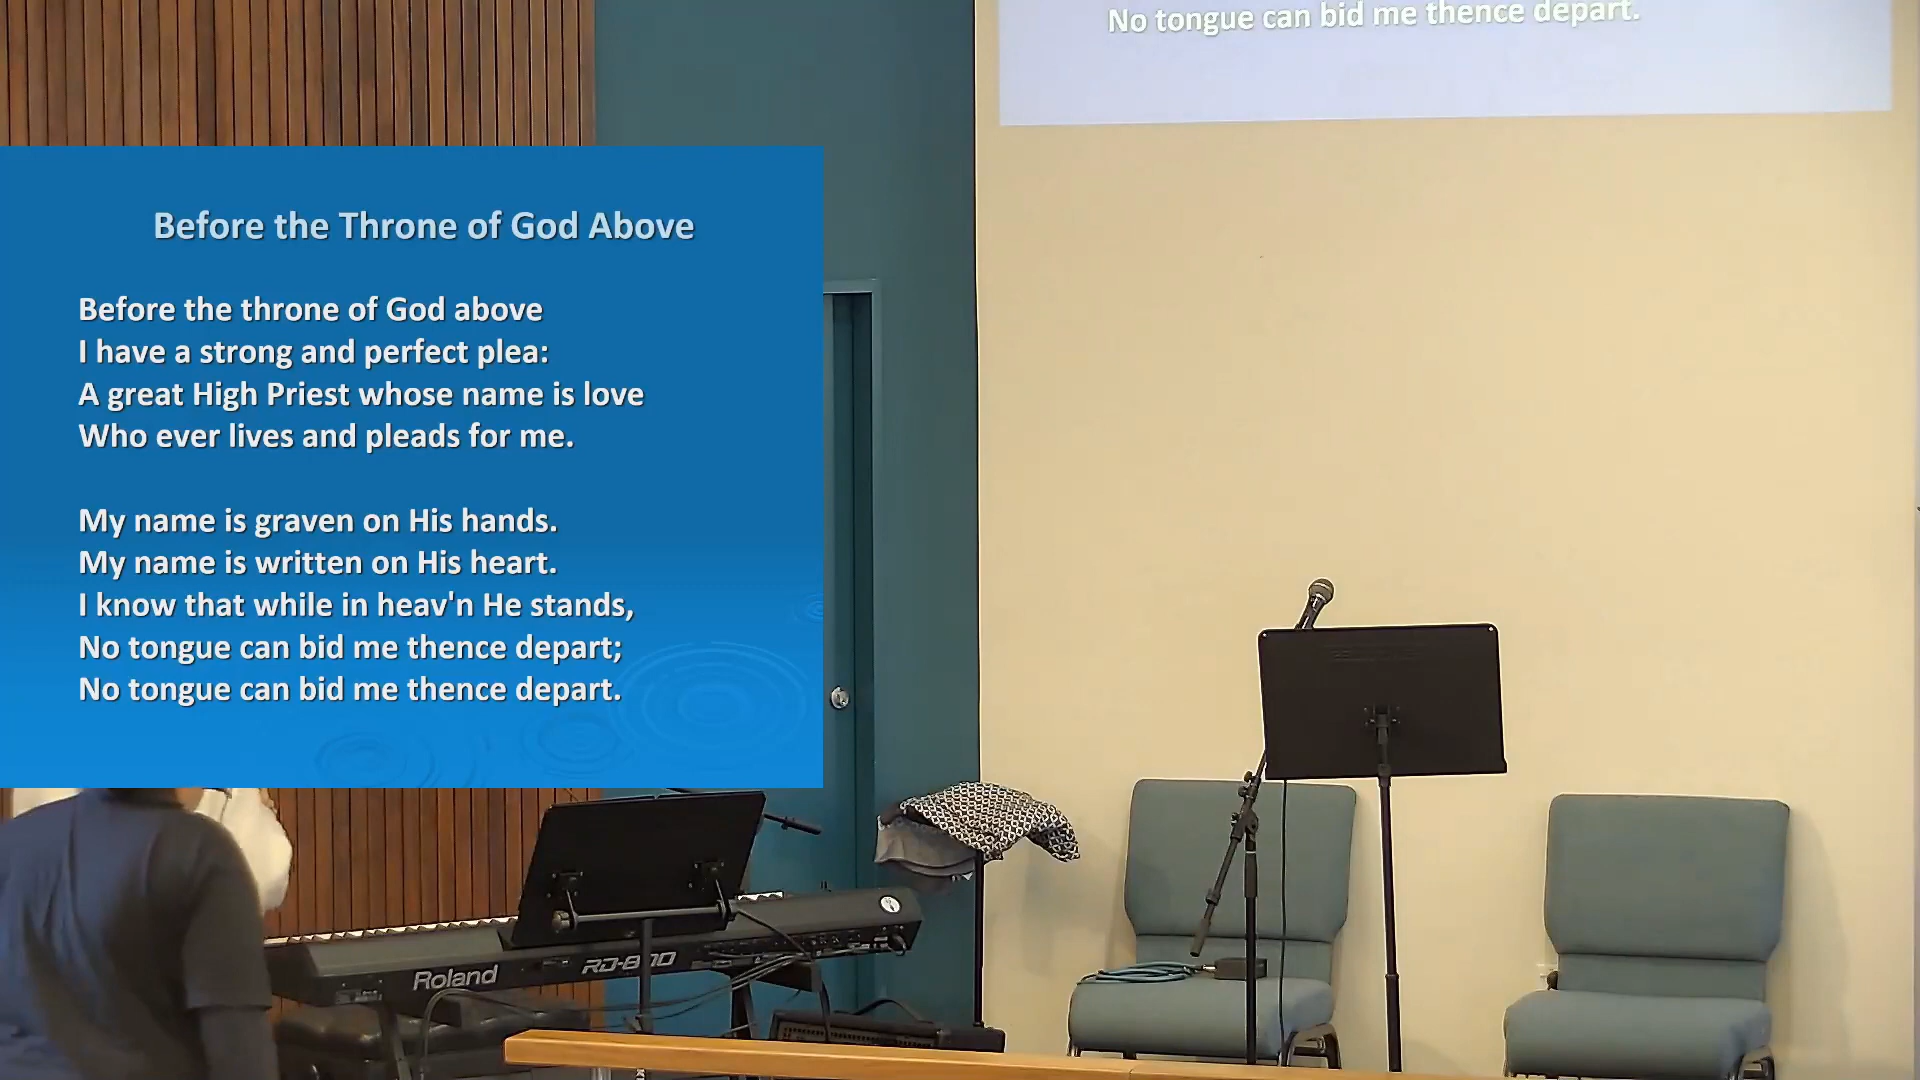 No tongue can bid me thence depart.
Before the Throne of God Above
Before the throne of God above
I have a strong and perfect plea:
A great High Priest whose name is love
Who ever lives and pleads for me.
My name is graven on His hands.
My name is written on His heart.
I know that while in heav'n He stands,
No tongue can bid me thence depart;
No tongue can bid me thence depart.
Roland
RD-800